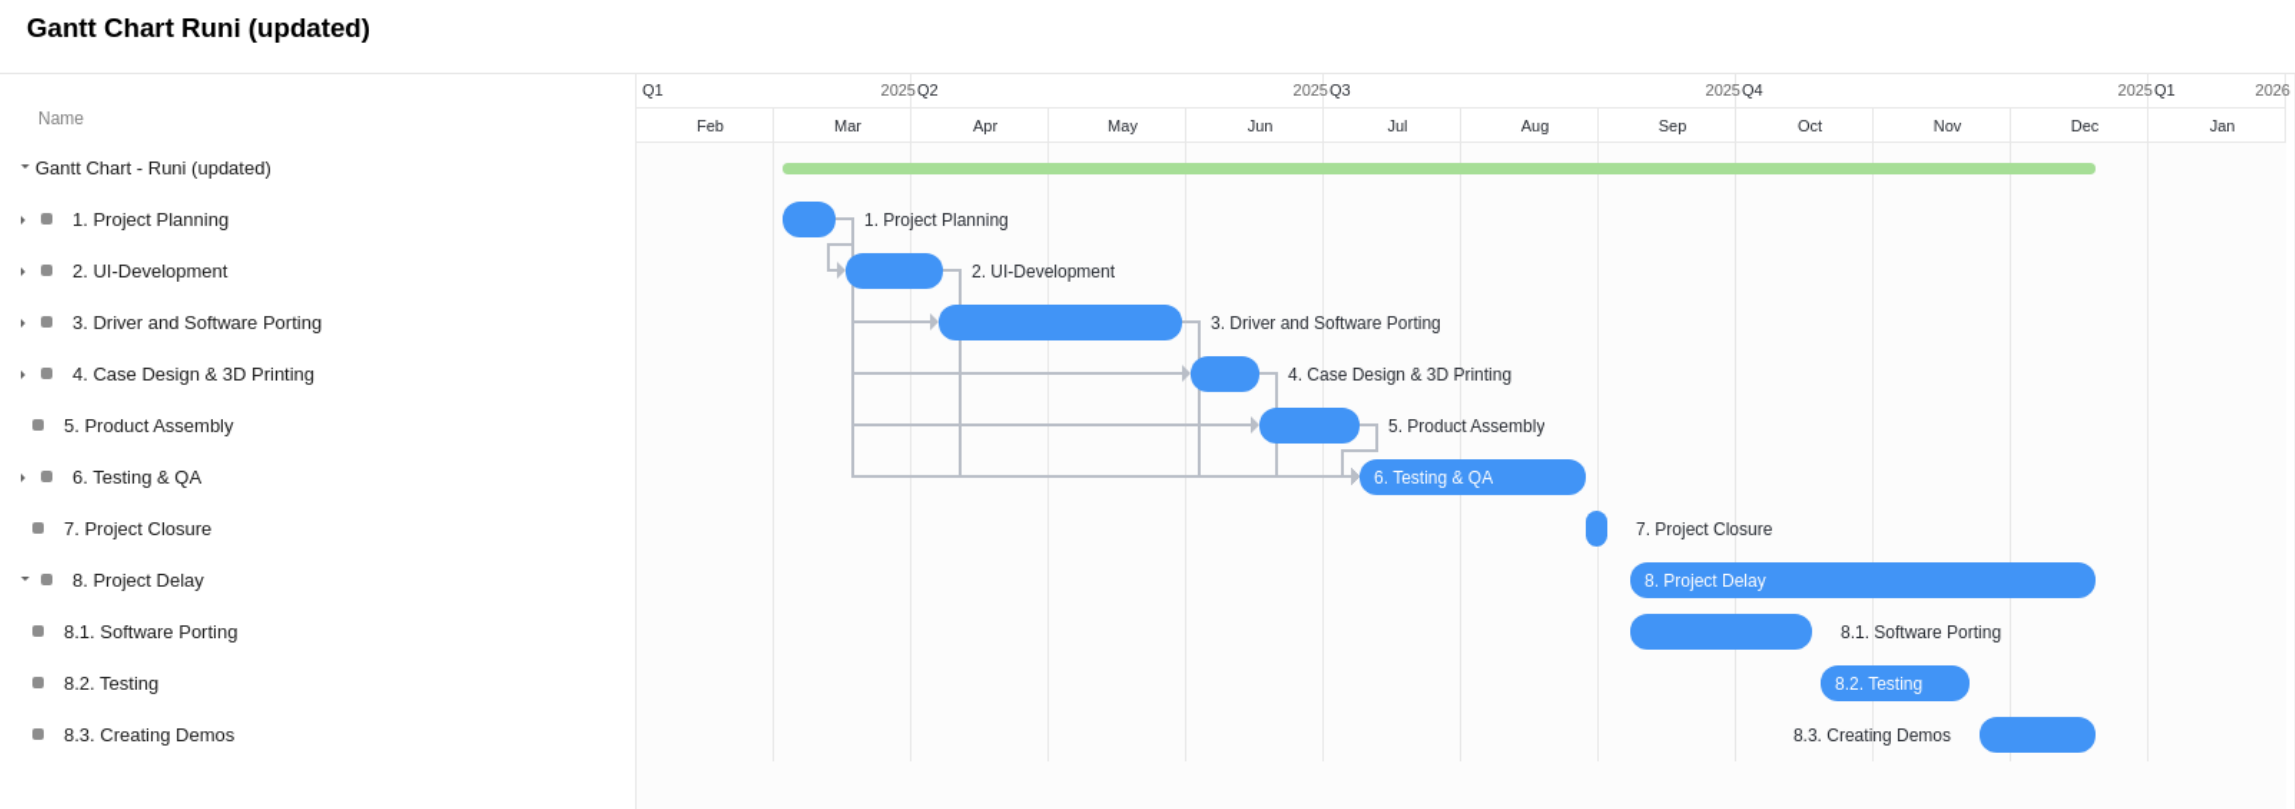 Gantt Chart Runi (updated)
Q1 2025 Q2 2025 Q3 2025 Q4 2025 Q1 2026
Name
Feb Mar Apr May Jun Jul Aug Sep Oct Nov Dec Jan
Gantt Chart - Runi (updated)
1. Project Planning 1. Project Planning
2. UI-Development 2. UI-Development
3. Driver and Software Porting 3. Driver and Software Porting
4. Case Design & 3D Printing 4. Case Design & 3D Printing
5. Product Assembly 5. Product Assembly
6. Testing & QA 6. Testing & QA
7. Project Closure 7. Project Closure
8. Project Delay 8. Project Delay
8.1. Software Porting 8.1. Software Porting
8.2. Testing 8.2. Testing
8.3. Creating Demos 8.3. Creating Demos